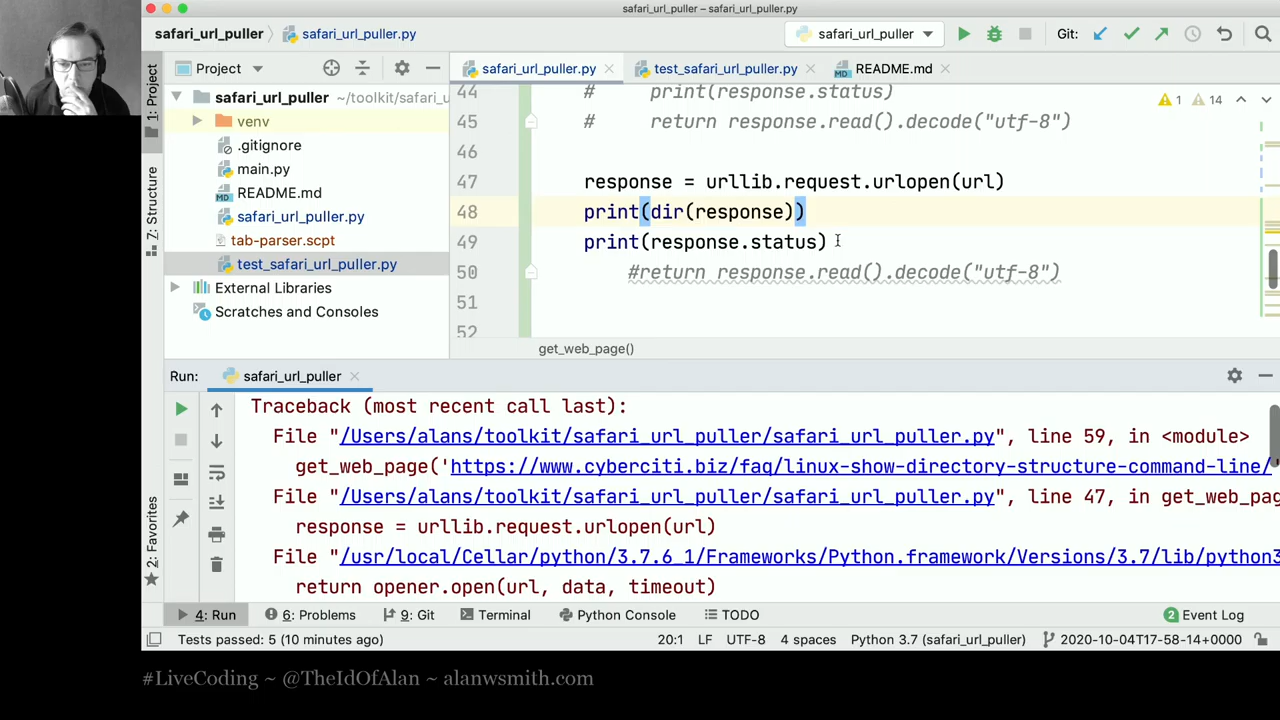 safari_url_puller – safari_url_puller.py
safari_url_puller safari_url_puller.py safari_url_puller Git:
1: Project
Z: Structure
2: Favorites
Project
safari_url_puller ~/toolkit/safari_u
venv
.gitignore
main.py
README.md
safari_url_puller.py
tab-parser.scpt
test_safari_url_puller.py
External Libraries
Scratches and Consoles
safari_url_puller.py test_safari_url_puller.py README.md
1 14
44 # print(response.status)
45 # return response.read().decode("utf-8")
46
47 response = urllib.request.urlopen(url)
48 print(dir(response))
49 print(response.status)
50 #return response.read().decode("utf-8")
51
52
get_web_page()
Run: safari_url_puller
Traceback (most recent call last):
File "/Users/alans/toolkit/safari_url_puller/safari_url_puller.py", line 59, in <module>
get_web_page('https://www.cyberciti.biz/faq/linux-show-directory-structure-command-line/
File "/Users/alans/toolkit/safari_url_puller/safari_url_puller.py", line 47, in get_web_pag
response = urllib.request.urlopen(url)
File "/usr/local/Cellar/python/3.7.6_1/Frameworks/Python.framework/Versions/3.7/lib/python3
return opener.open(url, data, timeout)
4: Run 6: Problems 9: Git Terminal Python Console TODO 2 Event Log
Tests passed: 5 (10 minutes ago) 20:1 LF UTF-8 4 spaces Python 3.7 (safari_url_puller) 2020-10-04T17-58-14+0000
#LiveCoding ~ @TheIdOfAlan ~ alanwsmith.com